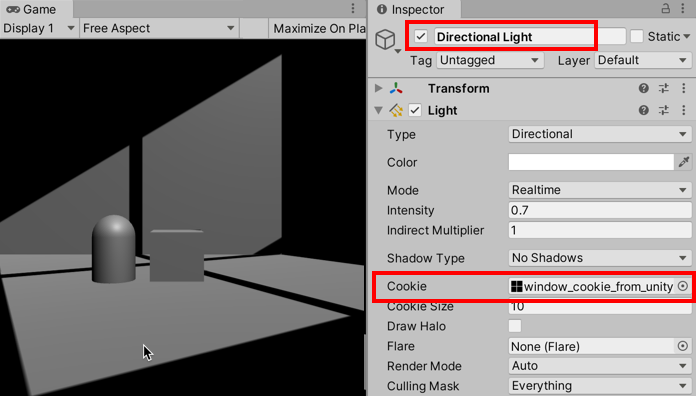 Game
Display 1 Free Aspect Maximize On Pla
Inspector
Directional Light Static
Tag Untagged Layer Default
Transform
Light
Type Directional
Color
Mode Realtime
Intensity 0.7
Indirect Multiplier 1
Shadow Type No Shadows
Cookie window_cookie_from_unity
Cookie Size 10
Draw Halo
Flare None (Flare)
Render Mode Auto
Culling Mask Everything